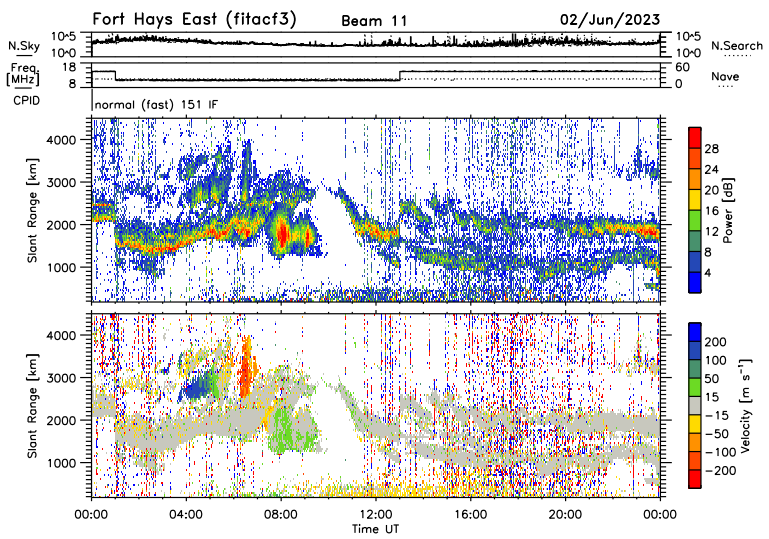 Fort Hays East (fitacf3) Beam 11 02/Jun/2023
N.Sky 10^5 10^0 10^5 10^0 N.Search
Freq. [MHz] 18 8 60 0 Nave
CPID normal (fast) 151 IF
Slant Range [km] 4000 3000 2000 1000
Power [dB] 28 24 20 16 12 8 4
Slant Range [km] 4000 3000 2000 1000
Velocity [m s⁻¹] 200 100 50 15 −15 −50 −100 −200
00:00 04:00 08:00 12:00 16:00 20:00 00:00
Time UT